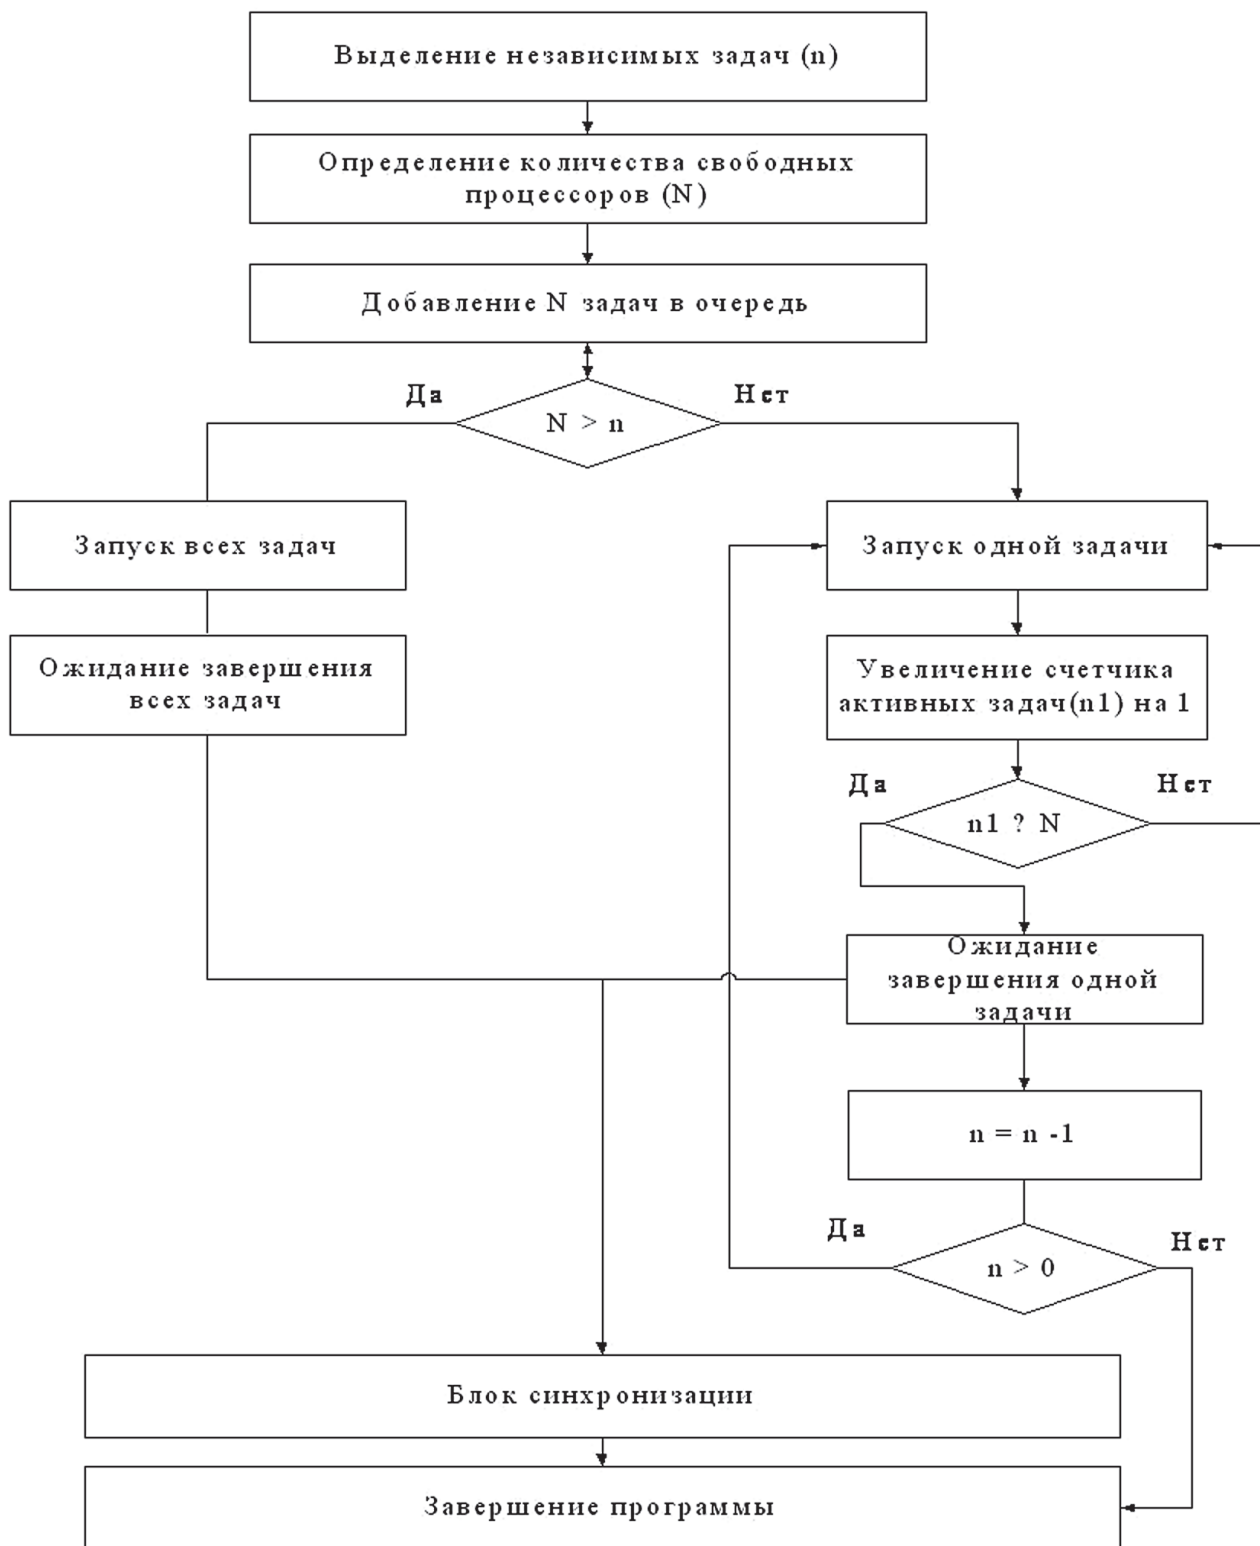 Выделение независимых задач (n)
Определение количества свободных
процессоров (N)
Добавление N задач в очередь
Да
Нет
N > n
Запуск всех задач
Запуск одной задачи
Ожидание завершения
всех задач
Увеличение счетчика
активных задач(n1) на 1
Да
Нет
n1 ? N
Ожидание
завершения одной
задачи
n = n -1
Да
Нет
n > 0
Блок синхронизации
Завершение программы